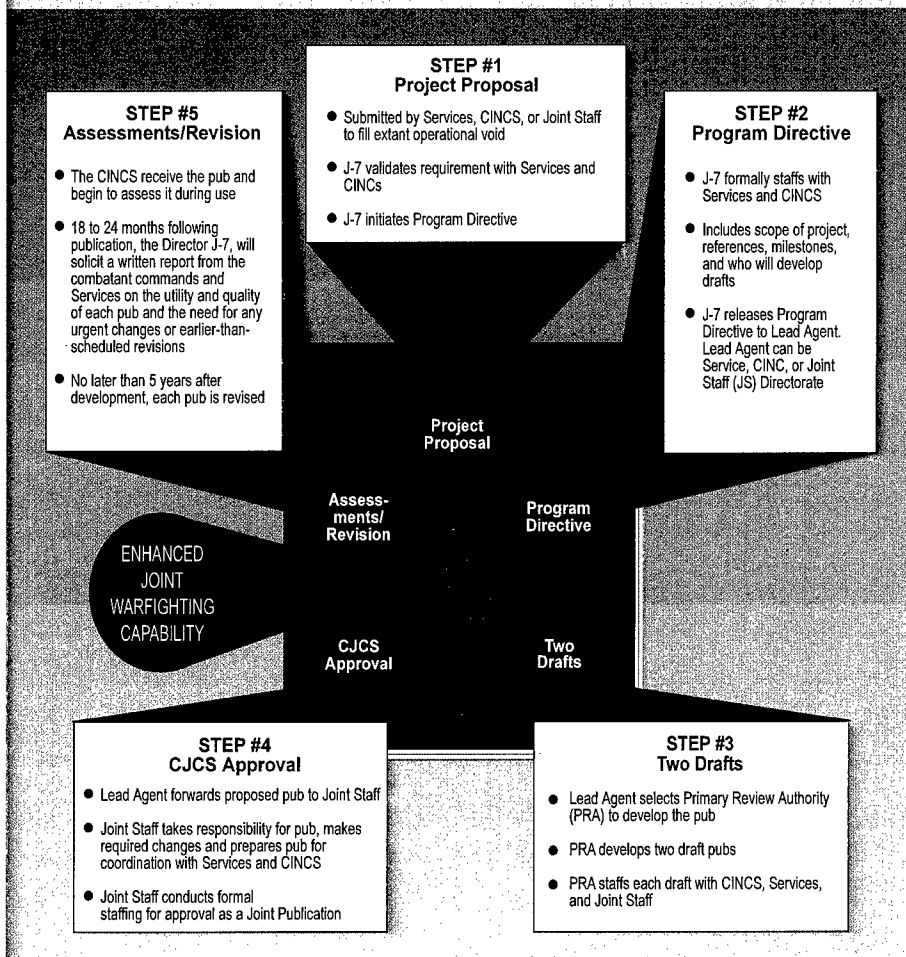 STEP #1
Project Proposal
● Submitted by Services, CINCS, or Joint Staff
to fill extant operational void
● J-7 validates requirement with Services and
CINCs
● J-7 initiates Program Directive
STEP #2
Program Directive
● J-7 formally staffs with
Services and CINCS
● Includes scope of project,
references, milestones,
and who will develop
drafts
● J-7 releases Program
Directive to Lead Agent.
Lead Agent can be
Service, CINC, or Joint
Staff (JS) Directorate
STEP #3
Two Drafts
● Lead Agent selects Primary Review Authority
(PRA) to develop the pub
● PRA develops two draft pubs
● PRA staffs each draft with CINCS, Services,
and Joint Staff
STEP #4
CJCS Approval
● Lead Agent forwards proposed pub to Joint Staff
● Joint Staff takes responsibility for pub, makes
required changes and prepares pub for
coordination with Services and CINCS
● Joint Staff conducts formal
staffing for approval as a Joint Publication
STEP #5
Assessments/Revision
● The CINCS receive the pub and
begin to assess it during use
● 18 to 24 months following
publication, the Director J-7, will
solicit a written report from the
combatant commands and
Services on the utility and quality
of each pub and the need for any
urgent changes or earlier-than-
scheduled revisions
● No later than 5 years after
development, each pub is revised
Project
Proposal
Assess-
ments/
Revision
Program
Directive
CJCS
Approval
Two
Drafts
ENHANCED
JOINT
WARFIGHTING
CAPABILITY